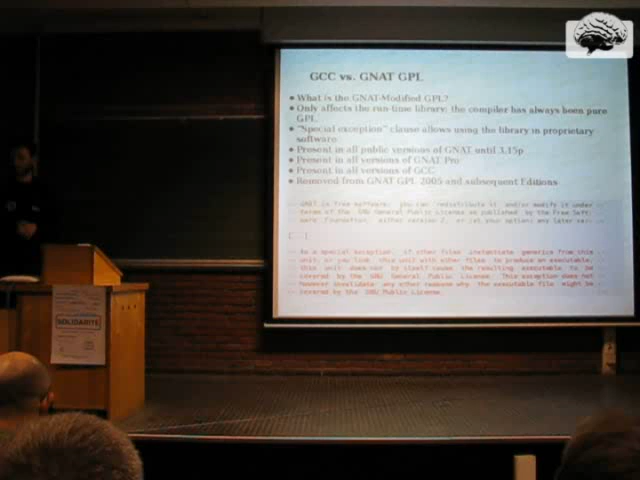 GCC vs. GNAT GPL
• What is the GNAT-Modified GPL?
• Only affects the run-time library; the compiler has always been pure
GPL.
• "Special exception" clause allows using the library in proprietary
software.
• Present in all public versions of GNAT until 3.15p
• Present in all versions of GNAT Pro
• Present in all versions of GCC
• Removed from GNAT GPL 2005 and subsequent Editions
-- GNAT is free software; you can redistribute it and/or modify it under --
-- terms of the GNU General Public License as published by the Free Soft- --
-- ware Foundation; either version 2, or (at your option) any later ver- --
[...]
-- As a special exception, if other files instantiate generics from this --
-- unit, or you link this unit with other files to produce an executable, --
-- this unit does not by itself cause the resulting executable to be --
-- covered by the GNU General Public License. This exception does not --
-- however invalidate any other reasons why the executable file might be --
-- covered by the GNU Public License. --
SOLIDARITE